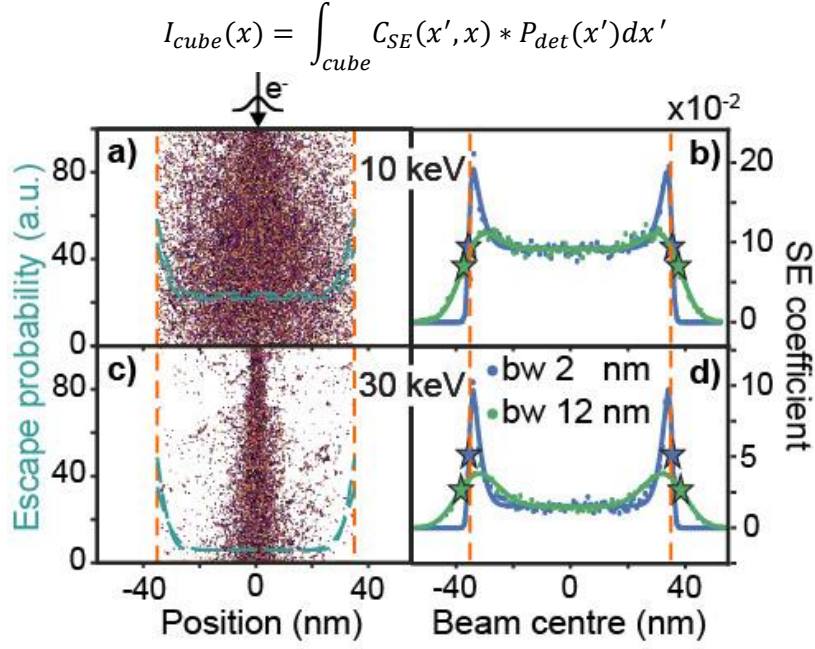 I_cube(x) = ∫_cube C_SE(x′, x) * P_det(x′)dx′
e-
x10-2
a)
10 keV
b)
80
40
0
20
10
0
Escape probability (a.u.)
SE coefficient
c)
30 keV
d)
bw 2 nm
bw 12 nm
80
40
0
10
5
0
-40 0 40
-40 0 40
Position (nm)
Beam centre (nm)